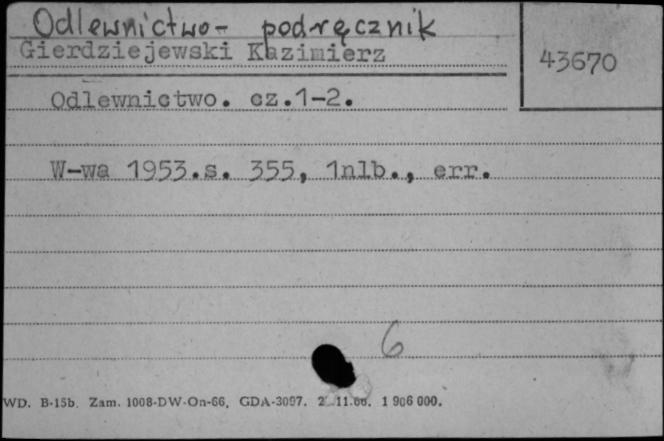 Odlewnictwo - podręcznik
Gierdziejewski Kazimierz
43670
Odlewnictwo. cz.1-2.
W-wa 1953.s. 355, 1nlb., err.
6
WD. B-15b. Zam. 1008-DW-On-66, GDA-3097. 2 .11.66. 1 906 000.